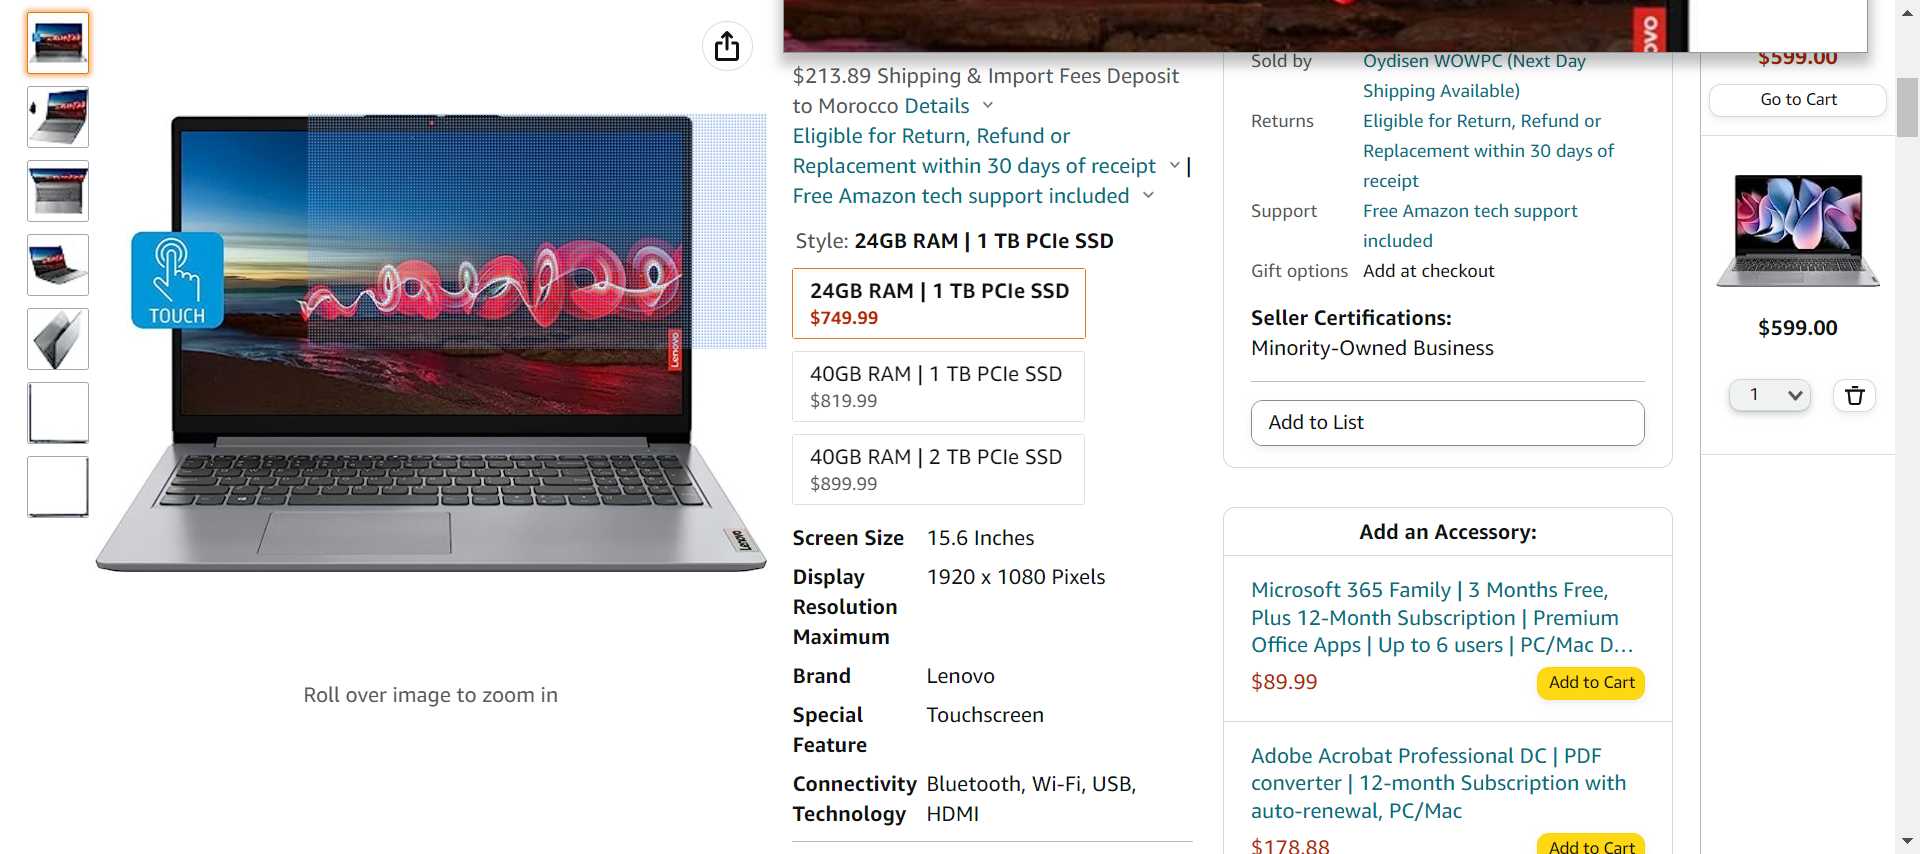 TOUCH
Lenovo
Lenovo
Roll over image to zoom in
$213.89 Shipping & Import Fees Deposit
to Morocco Details
Eligible for Return, Refund or
Replacement within 30 days of receipt |
Free Amazon tech support included
Style: 24GB RAM | 1 TB PCIe SSD
24GB RAM | 1 TB PCIe SSD
$749.99
40GB RAM | 1 TB PCIe SSD
$819.99
40GB RAM | 2 TB PCIe SSD
$899.99
Screen Size 15.6 Inches
Display 1920 x 1080 Pixels
Resolution
Maximum
Brand Lenovo
Special Touchscreen
Feature
Connectivity Bluetooth, Wi-Fi, USB,
Technology HDMI
ovo
Sold by Oydisen WOWPC (Next Day
Shipping Available)
Returns Eligible for Return, Refund or
Replacement within 30 days of
receipt
Support Free Amazon tech support
included
Gift options Add at checkout
Seller Certifications:
Minority-Owned Business
Add to List
Add an Accessory:
Microsoft 365 Family | 3 Months Free,
Plus 12-Month Subscription | Premium
Office Apps | Up to 6 users | PC/Mac D...
$89.99 Add to Cart
Adobe Acrobat Professional DC | PDF
converter | 12-month Subscription with
auto-renewal, PC/Mac
$178.88 Add to Cart
$599.00
Go to Cart
$599.00
1